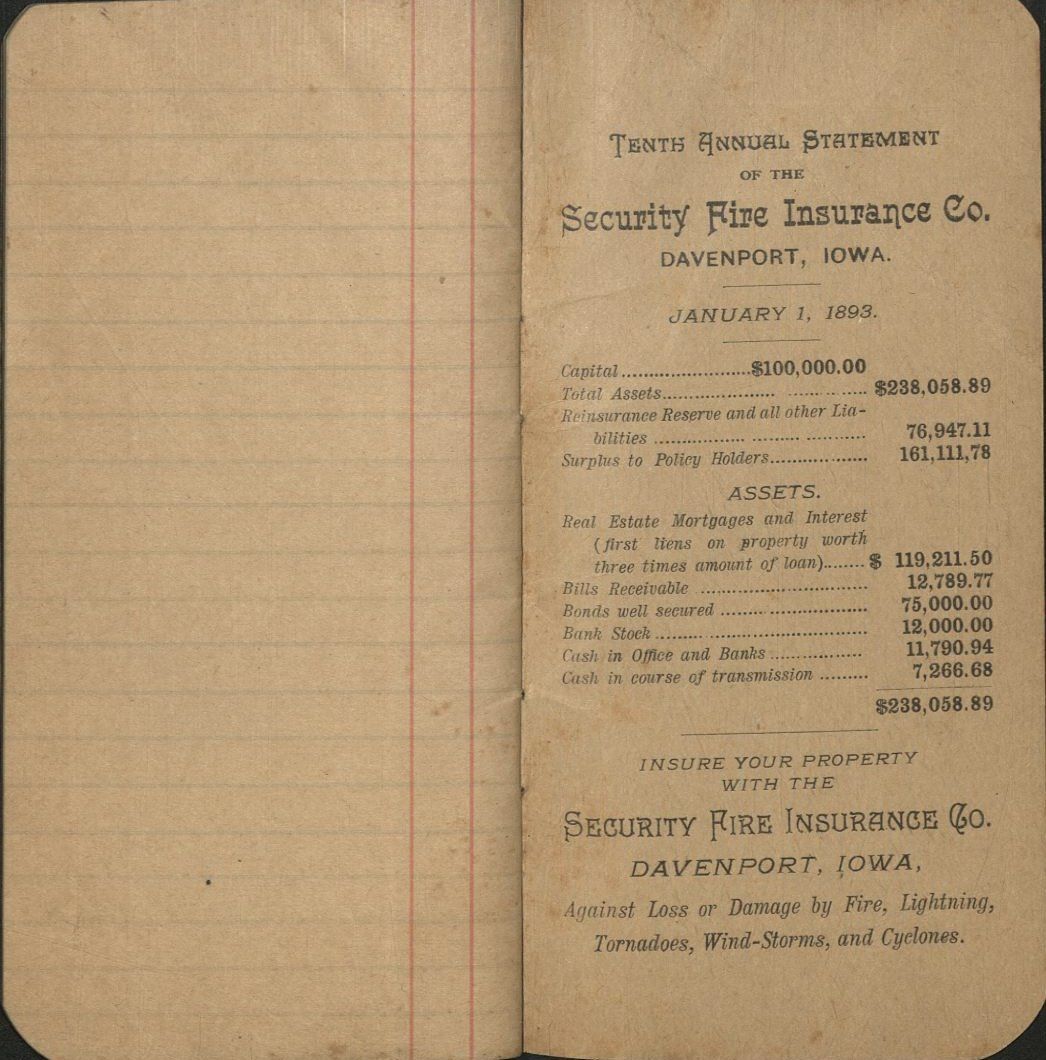 TENTH ANNUAL STATEMENT
OF THE
Security Fire Insurance Co.
DAVENPORT, IOWA.
JANUARY 1, 1893.
Capital ........................$100,000.00
Total Assets...................... ............... $238,058.89
Reinsurance Reserve and all other Lia-
bilities ................. ......... ........... 76,947.11
Surplus to Policy Holders.................. 161,111,78
ASSETS.
Real Estate Mortgages and Interest
(first liens on property worth
three times amount of loan)........ $ 119,211.50
Bills Receivable ................................ 12,789.77
Bonds well secured ............................ 75,000.00
Bank Stock ......... .............................. 12,000.00
Cash in Office and Banks ................. 11,790.94
Cash in course of transmission ......... 7,266.68
$238,058.89
INSURE YOUR PROPERTY
WITH THE
SECURITY FIRE INSURANCE CO.
DAVENPORT, IOWA,
Against Loss or Damage by Fire, Lightning,
Tornadoes, Wind-Storms, and Cyclones.